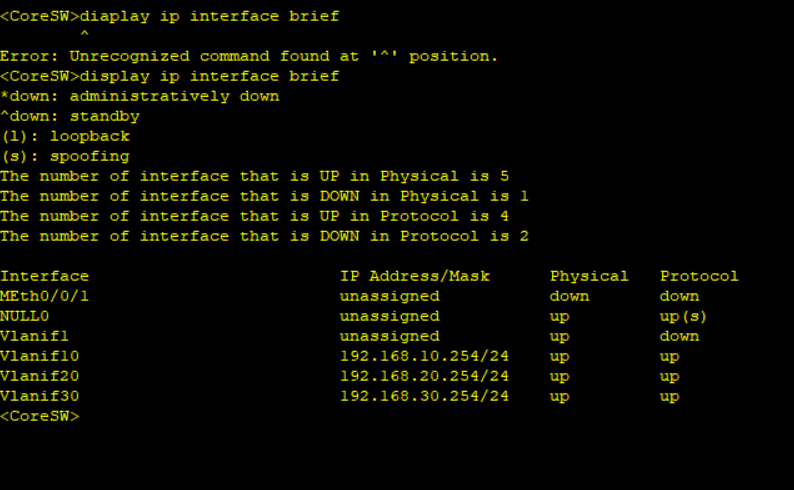 <CoreSW>diaplay ip interface brief
^
Error: Unrecognized command found at '^' position.
<CoreSW>display ip interface brief
*down: administratively down
^down: standby
(l): loopback
(s): spoofing
The number of interface that is UP in Physical is 5
The number of interface that is DOWN in Physical is 1
The number of interface that is UP in Protocol is 4
The number of interface that is DOWN in Protocol is 2
Interface IP Address/Mask Physical Protocol
MEth0/0/1 unassigned down down
NULL0 unassigned up up(s)
Vlanif1 unassigned up down
Vlanif10 192.168.10.254/24 up up
Vlanif20 192.168.20.254/24 up up
Vlanif30 192.168.30.254/24 up up
<CoreSW>